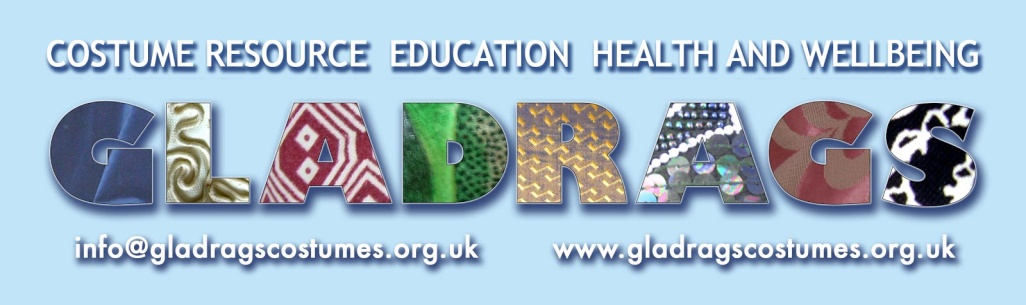 COSTUME RESOURCE EDUCATION HEALTH AND WELLBEING
GLADRAGS
info@gladragscostumes.org.uk www.gladragscostumes.org.uk